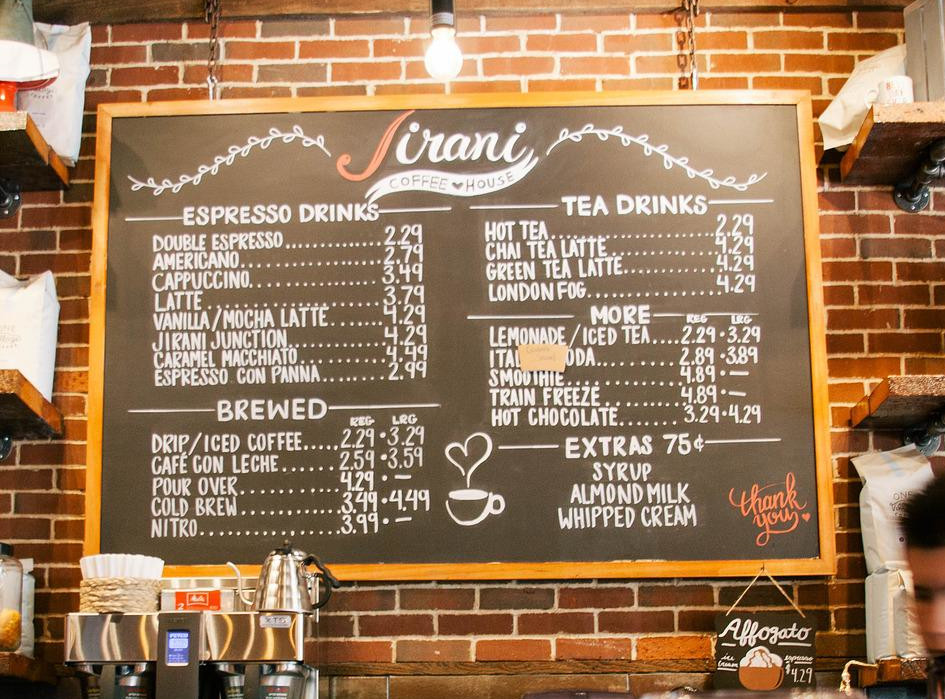 Jirani
COFFEE HOUSE
ESPRESSO DRINKS
DOUBLE ESPRESSO.................2.29
AMERICANO.......................2.79
CAPPUCCINO......................3.49
LATTE...........................3.79
VANILLA/MOCHA LATTE.......4.29
JIRANI JUNCTION...........4.29
CARAMEL MACCHIATO.........4.49
ESPRESSO CON PANNA........2.99
BREWED
REG LRG
DRIP/ICED COFFEE.....2.29 • 3.29
CAFÉ CON LECHE.......2.59 • 3.59
POUR OVER............4.29 • —
COLD BREW............3.49 • 4.49
NITRO................3.99 • —
TEA DRINKS
HOT TEA....................2.29
CHAI TEA LATTE.............4.29
GREEN TEA LATTE............4.29
LONDON FOG.................4.29
MORE
REG LRG
LEMONADE/ICED TEA....2.29 • 3.29
ITA ODA..............2.89 • 3.89
SMOOTHIE.............4.89 • —
TRAIN FREEZE.........4.89 • —
HOT CHOCOLATE........3.29 • 4.29
EXTRAS 75¢
SYRUP
ALMOND MILK
WHIPPED CREAM
thank
you
Melitta
Affogato
ice espresso
cream $4.29